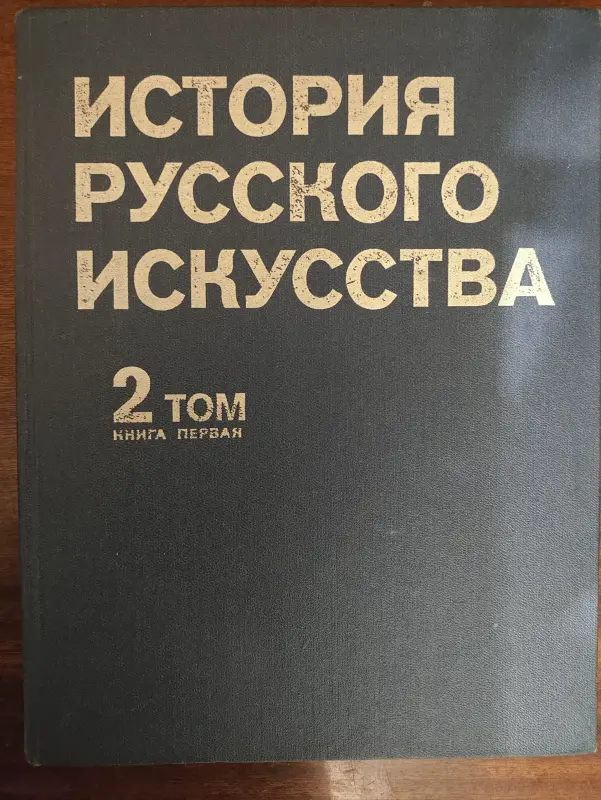 ИСТОРИЯ
РУССКОГО
ИСКУССТВА
2 ТОМ
КНИГА ПЕРВАЯ